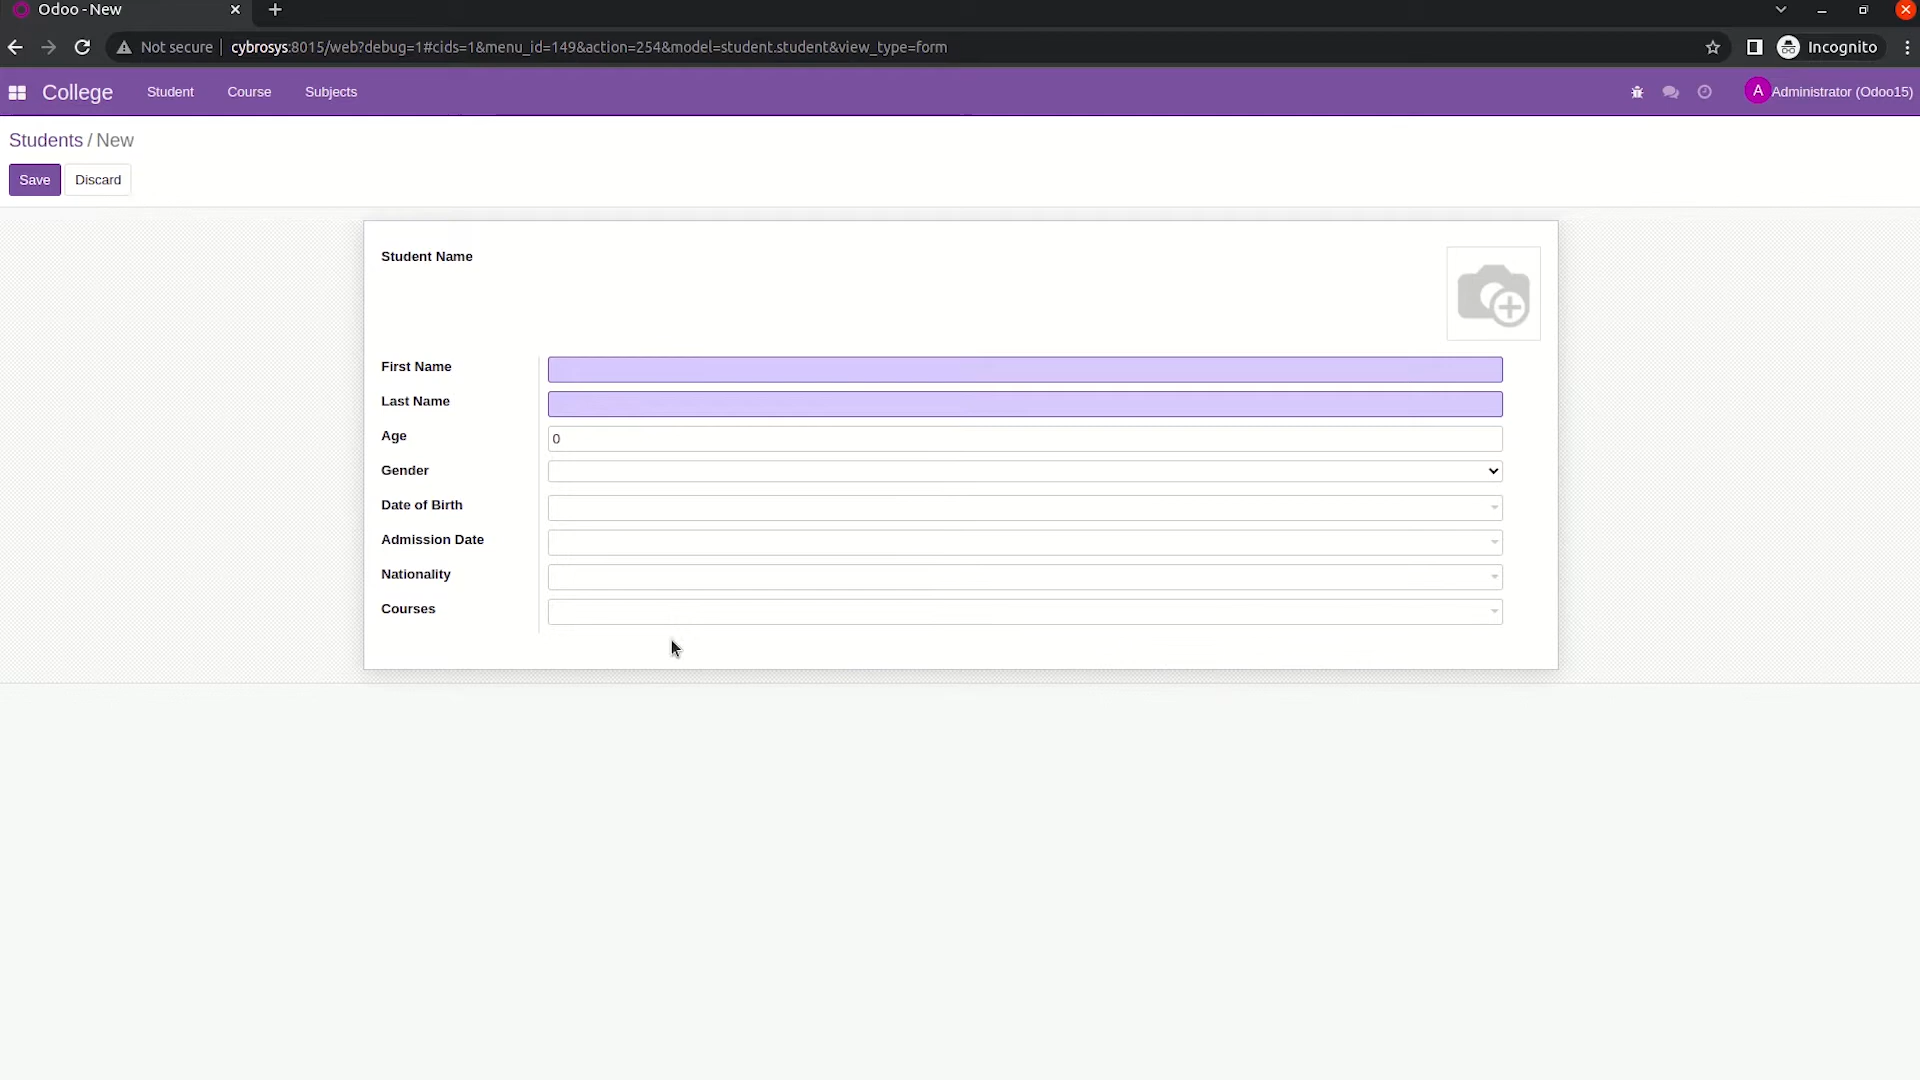 Odoo - New
Not secure cybrosys:8015/web?debug=1#cids=1&menu_id=149&action=254&model=student.student&view_type=form
Incognito
College Student Course Subjects
A Administrator (Odoo15)
Students / New
Save Discard
Student Name
First Name
Last Name
Age 0
Gender
Date of Birth
Admission Date
Nationality
Courses